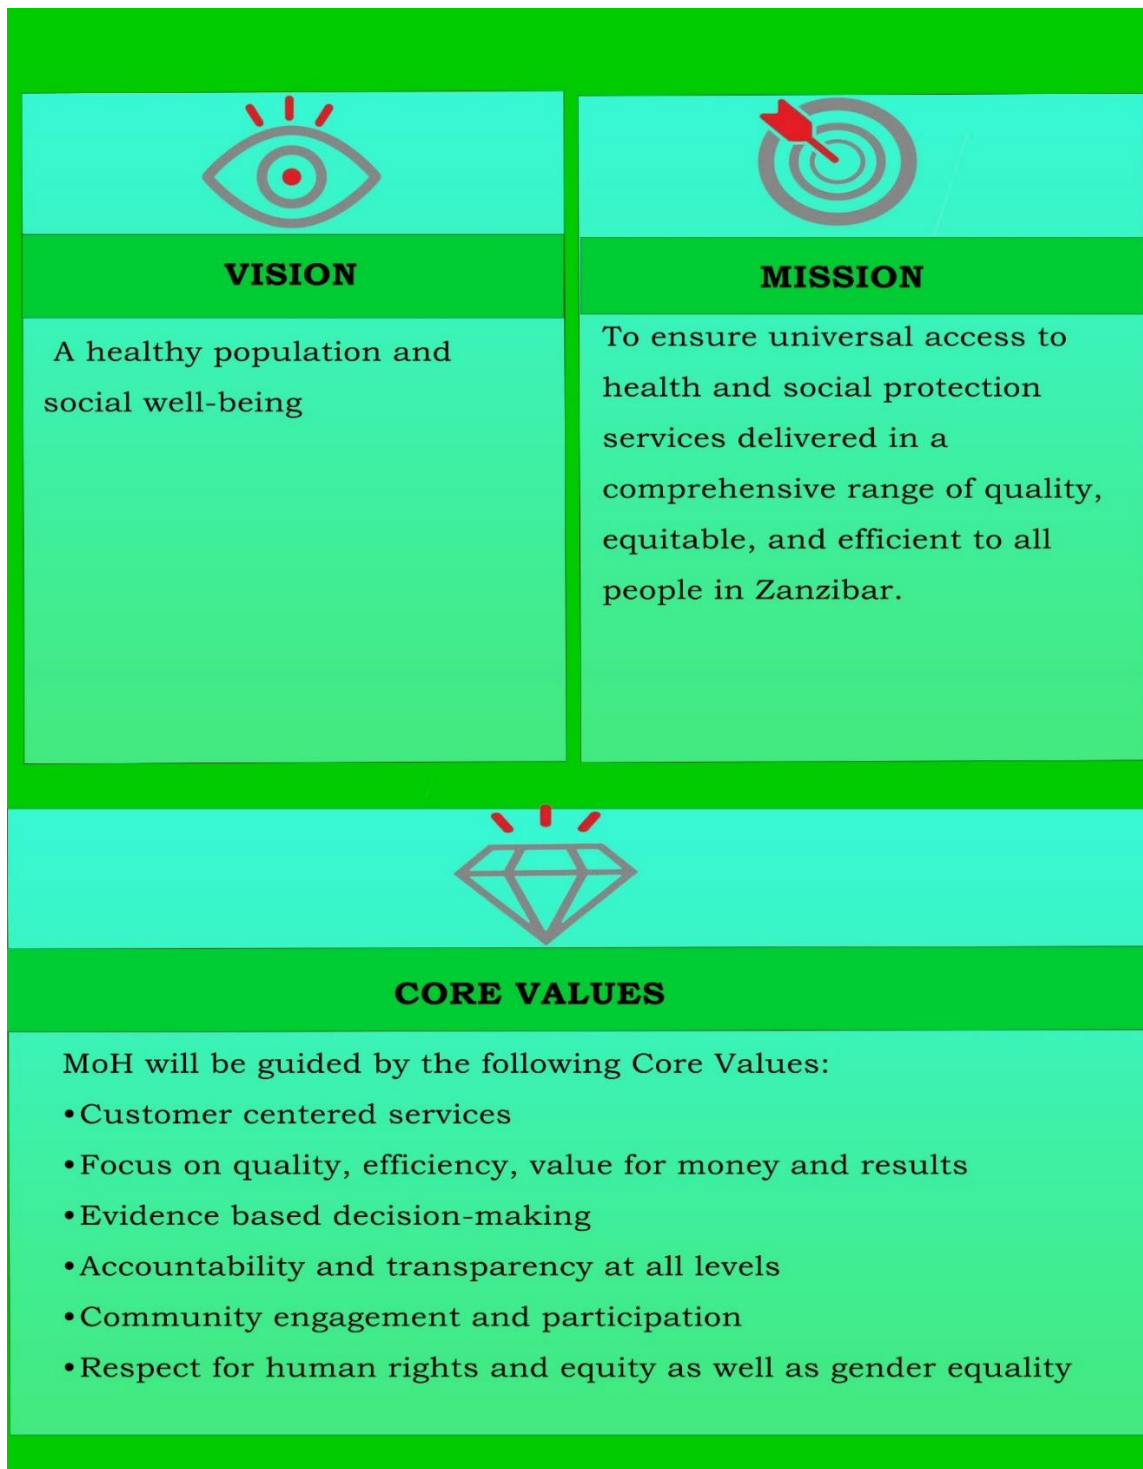 VISION
A healthy population and
social well-being
MISSION
To ensure universal access to
health and social protection
services delivered in a
comprehensive range of quality,
equitable, and efficient to all
people in Zanzibar.
CORE VALUES
MoH will be guided by the following Core Values:
•Customer centered services
•Focus on quality, efficiency, value for money and results
•Evidence based decision-making
•Accountability and transparency at all levels
•Community engagement and participation
•Respect for human rights and equity as well as gender equality